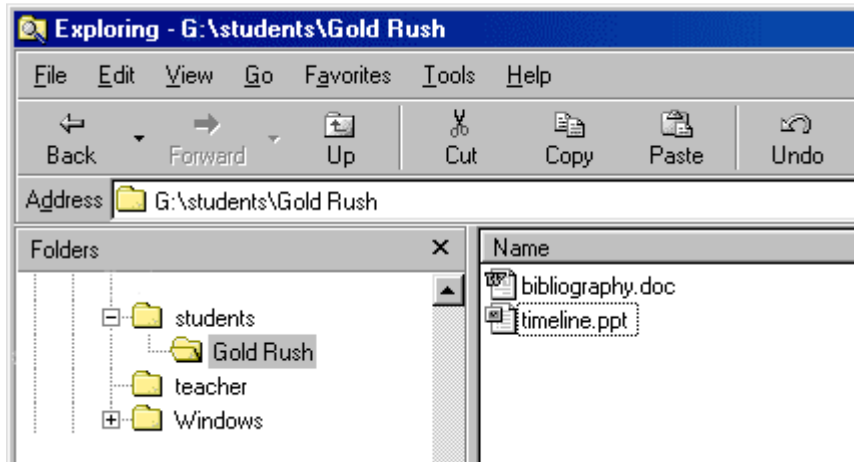 Exploring - G:\students\Gold Rush
File Edit View Go Favorites Tools Help
Back Forward Up Cut Copy Paste Undo
Address G:\students\Gold Rush
Folders
students
Gold Rush
teacher
Windows
Name
bibliography.doc
timeline.ppt